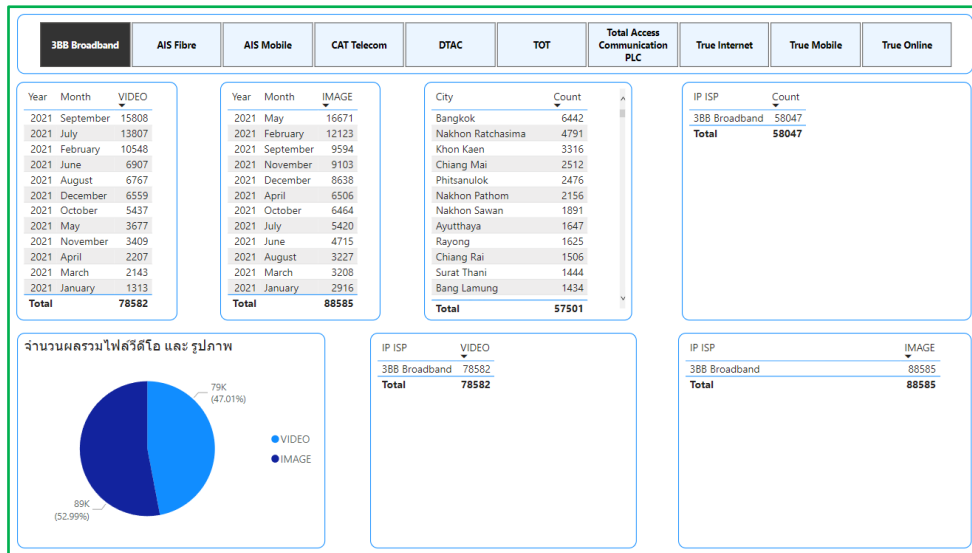 3BB Broadband
AIS Fibre
AIS Mobile
CAT Telecom
DTAC
TOT
Total Access
Communication
PLC
True Internet
True Mobile
True Online
Year Month VIDEO
2021 September 15808
2021 July 13807
2021 February 10548
2021 June 6907
2021 August 6767
2021 December 6559
2021 October 5437
2021 May 3677
2021 November 3409
2021 April 2207
2021 March 2143
2021 January 1313
Total 78582
Year Month IMAGE
2021 May 16671
2021 February 12123
2021 September 9594
2021 November 9103
2021 December 8638
2021 April 6506
2021 October 6464
2021 July 5420
2021 June 4715
2021 August 3227
2021 March 3208
2021 January 2916
Total 88585
City Count
Bangkok 6442
Nakhon Ratchasima 4791
Khon Kaen 3316
Chiang Mai 2512
Phitsanulok 2476
Nakhon Pathom 2156
Nakhon Sawan 1891
Ayutthaya 1647
Rayong 1625
Chiang Rai 1506
Surat Thani 1444
Bang Lamung 1434
Total 57501
IP ISP Count
3BB Broadband 58047
Total 58047
จำนวนผลรวมไฟล์วีดีโอ และ รูปภาพ
79K
(47.01%)
VIDEO
IMAGE
89K
(52.99%)
IP ISP VIDEO
3BB Broadband 78582
Total 78582
IP ISP IMAGE
3BB Broadband 88585
Total 88585